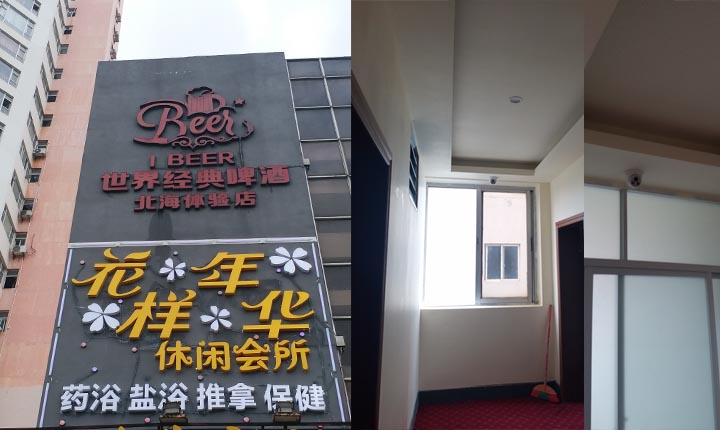 Beer
I BEER
世界经典啤酒
北海体验店
花样年华
休闲会所
药浴 盐浴 推拿 保健